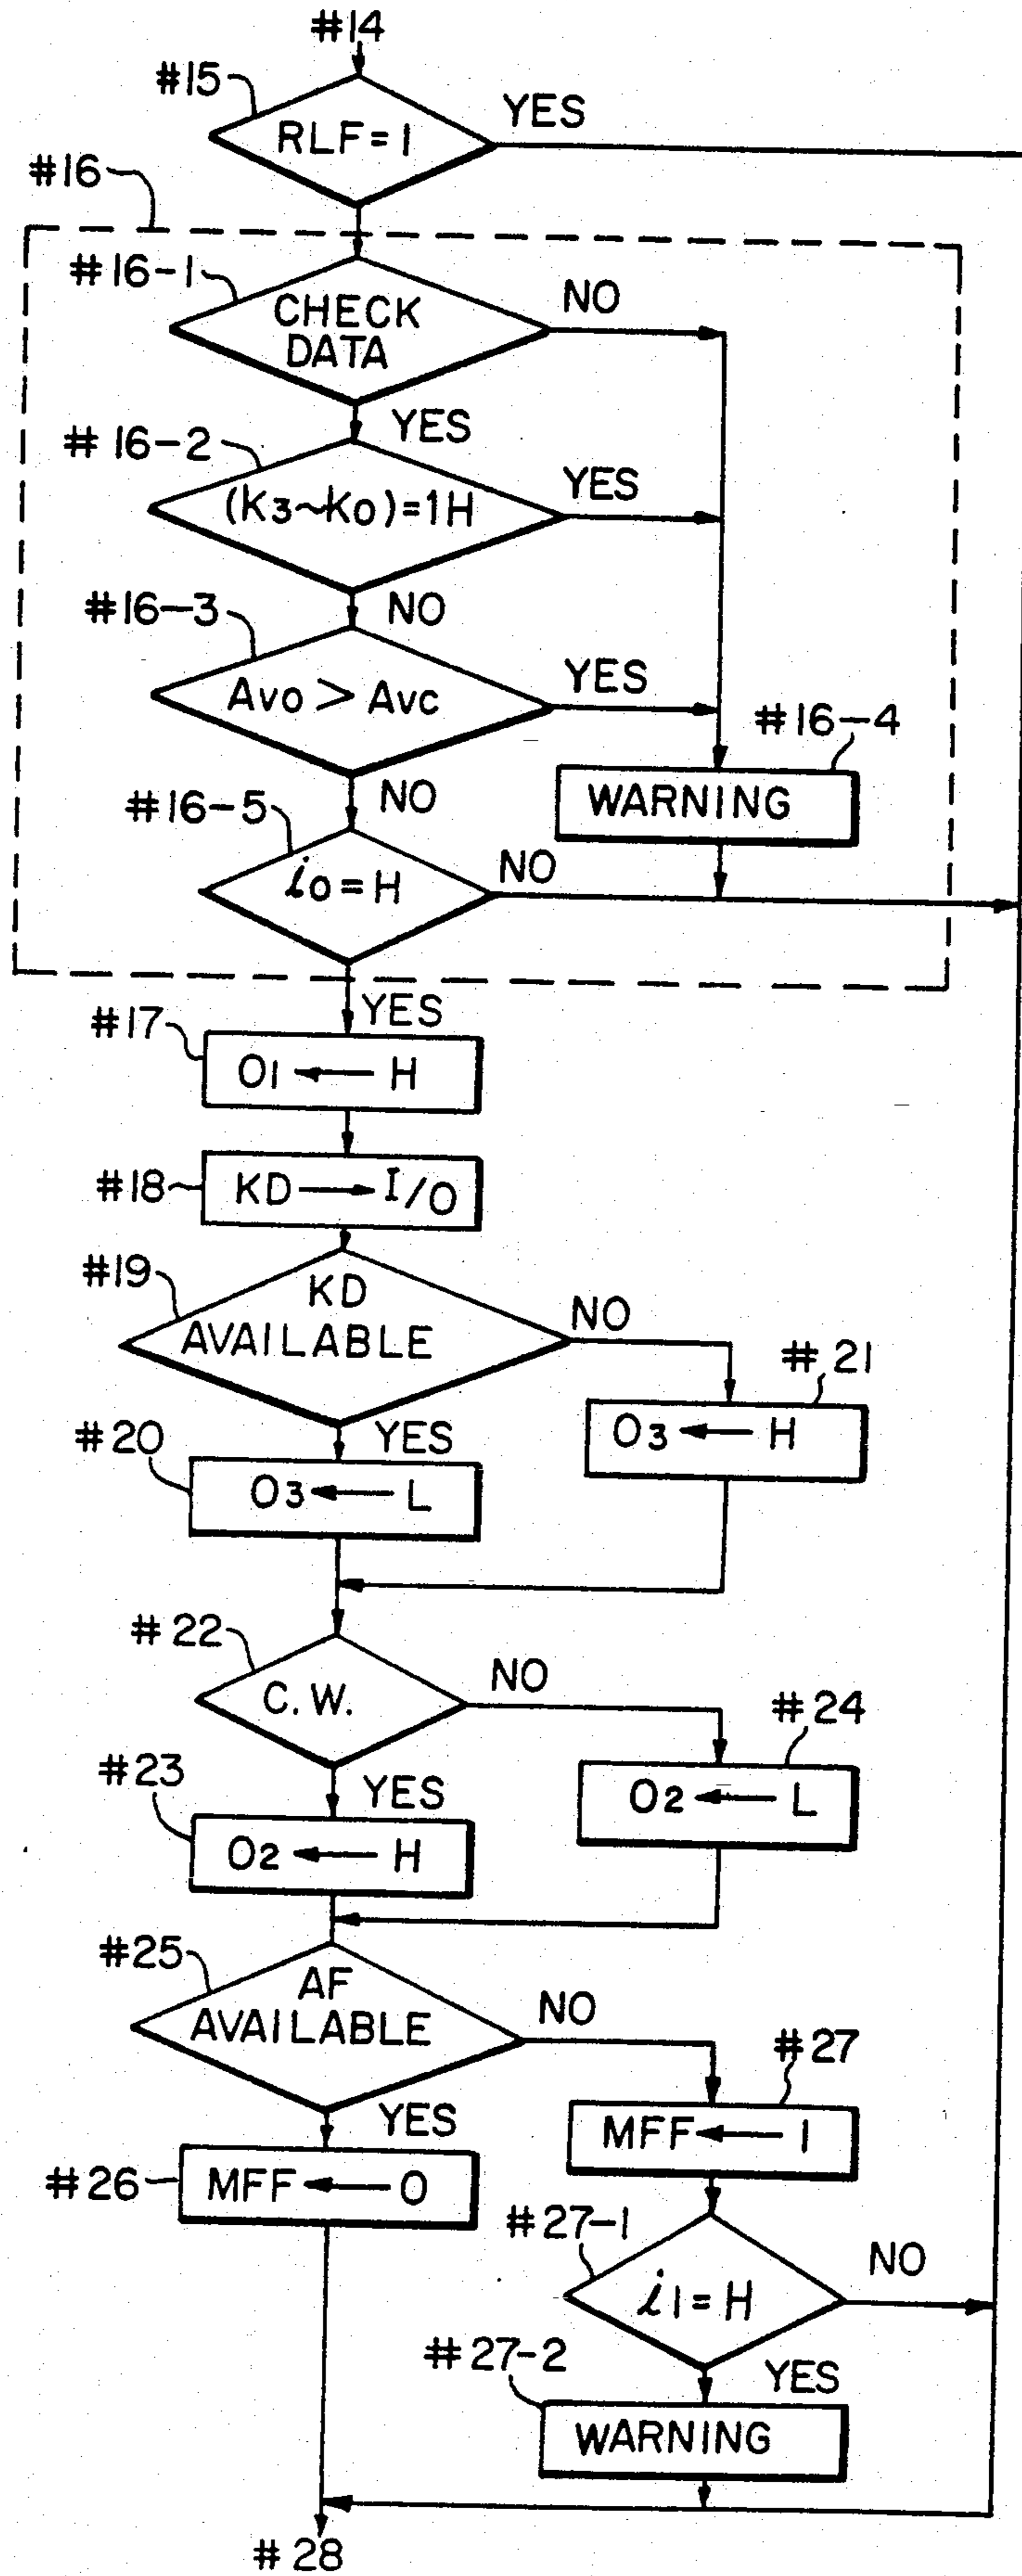 #14
#15
RLF=1
YES
#16
#16-1
CHECK
DATA
NO
YES
#16-2
(k3~k0)=1H
YES
NO
#16-3
Avo > Avc
YES
#16-4
WARNING
NO
#16-5
i0=H
NO
YES
#17
O1 ← H
#18
KD → I/O
#19
KD
AVAILABLE
NO
#21
O3 ← H
YES
#20
O3 ← L
#22
C.W.
NO
#24
O2 ← L
YES
#23
O2 ← H
#25
AF
AVAILABLE
NO
#27
MFF ← 1
YES
#26
MFF ← 0
#27-1
i1=H
NO
YES
#27-2
WARNING
#28